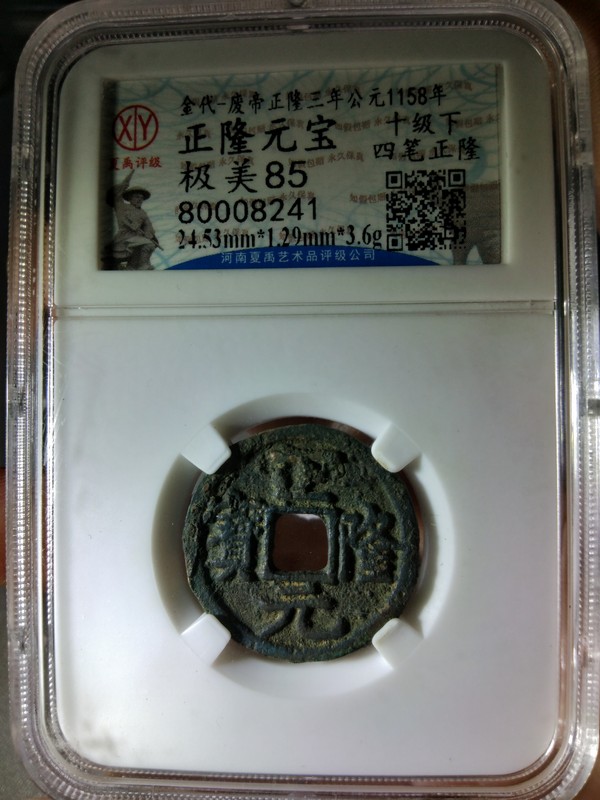 金代-廢帝正隆三年公元1158年
XY
夏禹评级
正隆元宝
十级下
四笔正隆
极美85
80008241
24.53mm*1.29mm*3.6g
河南夏禹艺术品评级公司
正
隆
元
寶